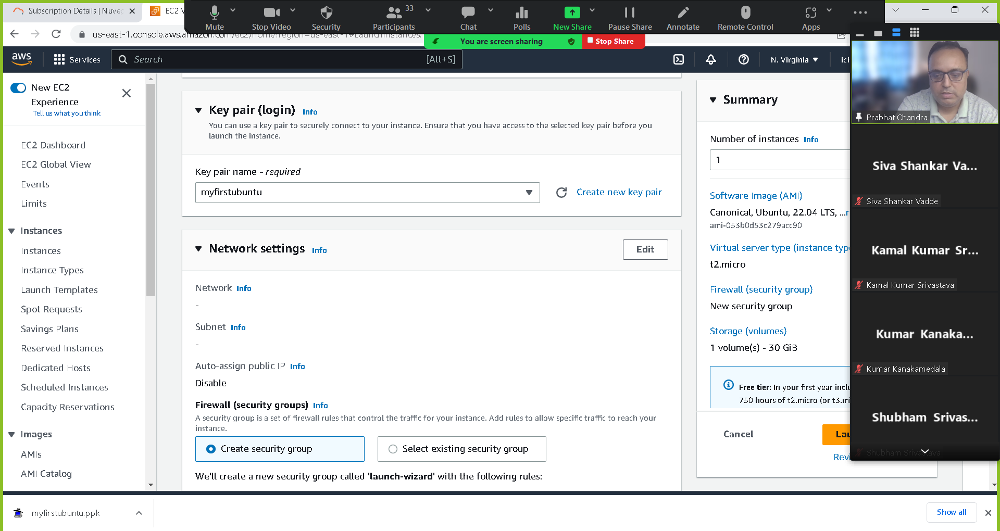 Subscription Details | Nuvep
EC2 M
Mute
Stop Video
Security
Participants
33
Chat
Polls
New Share
Pause Share
Annotate
Remote Control
Apps
us-east-1.console.aws.amazon.com/ec2/home?region=us-east-1#LaunchInstances:
You are screen sharing
Stop Share
aws
Services
Search
[Alt+S]
N. Virginia
ici
New EC2
Experience
Tell us what you think
EC2 Dashboard
EC2 Global View
Events
Limits
Instances
Instances
Instance Types
Launch Templates
Spot Requests
Savings Plans
Reserved Instances
Dedicated Hosts
Scheduled Instances
Capacity Reservations
Images
AMIs
AMI Catalog
Key pair (login) Info
You can use a key pair to securely connect to your instance. Ensure that you have access to the selected key pair before you
launch the instance.
Key pair name - required
myfirstubuntu
Create new key pair
Network settings Info
Edit
Network Info
-
Subnet Info
-
Auto-assign public IP Info
Disable
Firewall (security groups) Info
A security group is a set of firewall rules that control the traffic for your instance. Add rules to allow specific traffic to reach your
instance.
Create security group
Select existing security group
We'll create a new security group called 'launch-wizard' with the following rules:
Summary
Number of instances Info
1
Software Image (AMI)
Canonical, Ubuntu, 22.04 LTS, ...r
ami-053b0d53c279acc90
Virtual server type (instance typ
t2.micro
Firewall (security group)
New security group
Storage (volumes)
1 volume(s) - 30 GiB
Free tier: In your first year inclu
750 hours of t2.micro (or t3.mi
Cancel
Lau
Revi
Prabhat Chandra
Siva Shankar Va...
Siva Shankar Vadde
Kamal Kumar Sr...
Kamal Kumar Srivastava
Kumar Kanaka...
Kumar Kanakamedala
Shubham Srivas...
Shubham Srivastava
myfirstubuntu.ppk
Show all